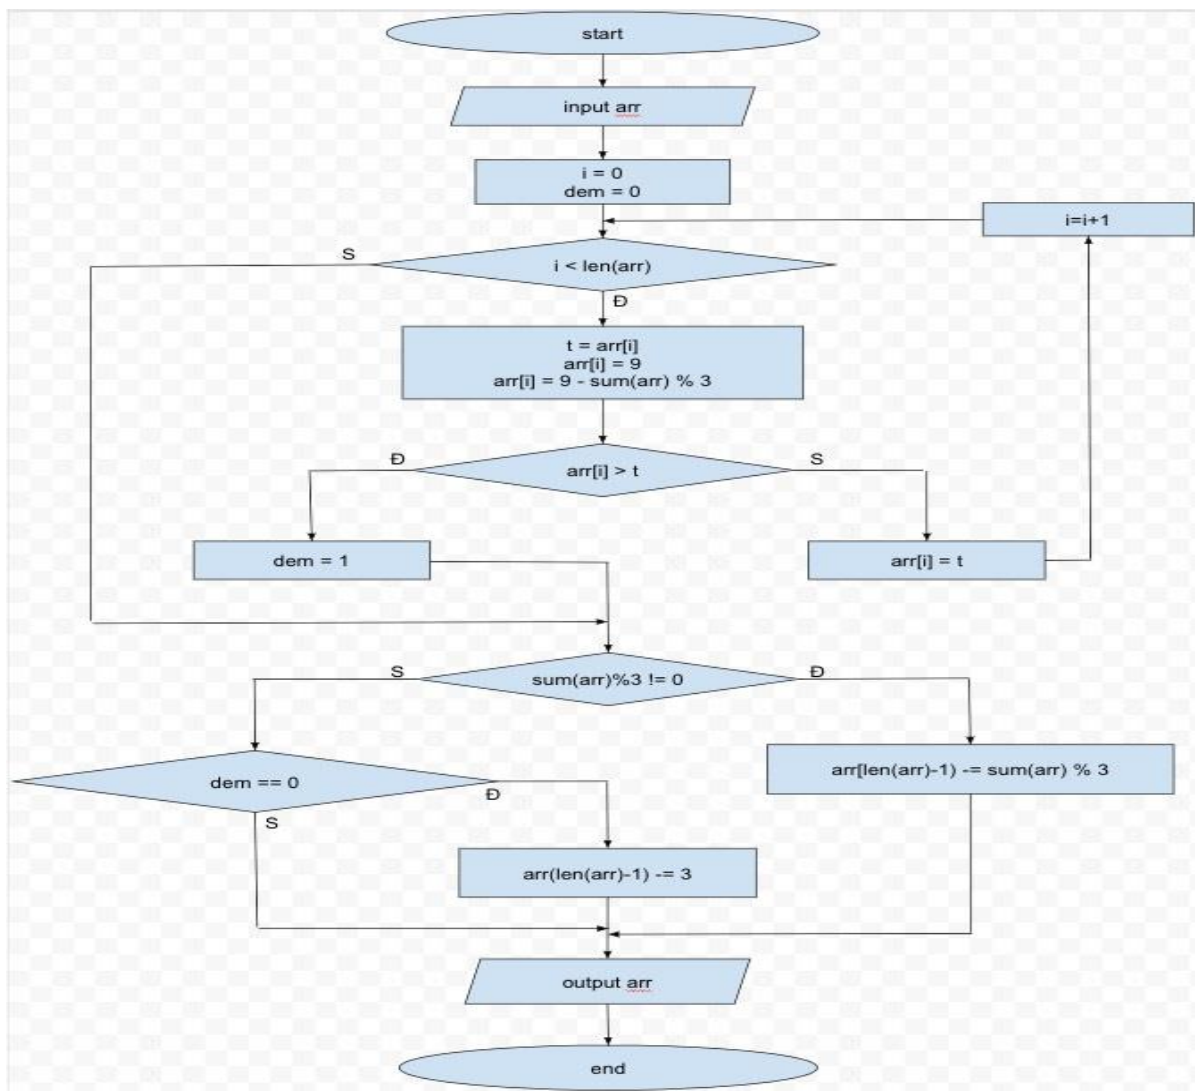 start
input arr
i = 0
dem = 0
i=i+1
S
i < len(arr)
Đ
t = arr[i]
arr[i] = 9
arr[i] = 9 - sum(arr) % 3
Đ
arr[i] > t
S
dem = 1
arr[i] = t
S
sum(arr)%3 != 0
Đ
dem == 0
Đ
S
arr[len(arr)-1) -= sum(arr) % 3
arr(len(arr)-1) -= 3
output arr
end